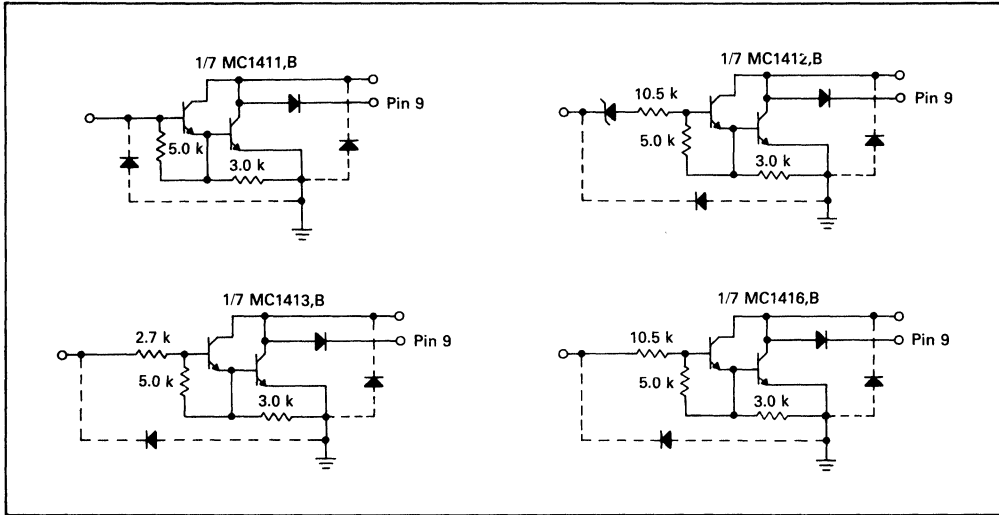 1/7 MC1411,B
Pin 9
5.0 k
3.0 k
1/7 MC1412,B
10.5 k
Pin 9
5.0 k
3.0 k
1/7 MC1413,B
2.7 k
Pin 9
5.0 k
3.0 k
1/7 MC1416,B
10.5 k
Pin 9
5.0 k
3.0 k